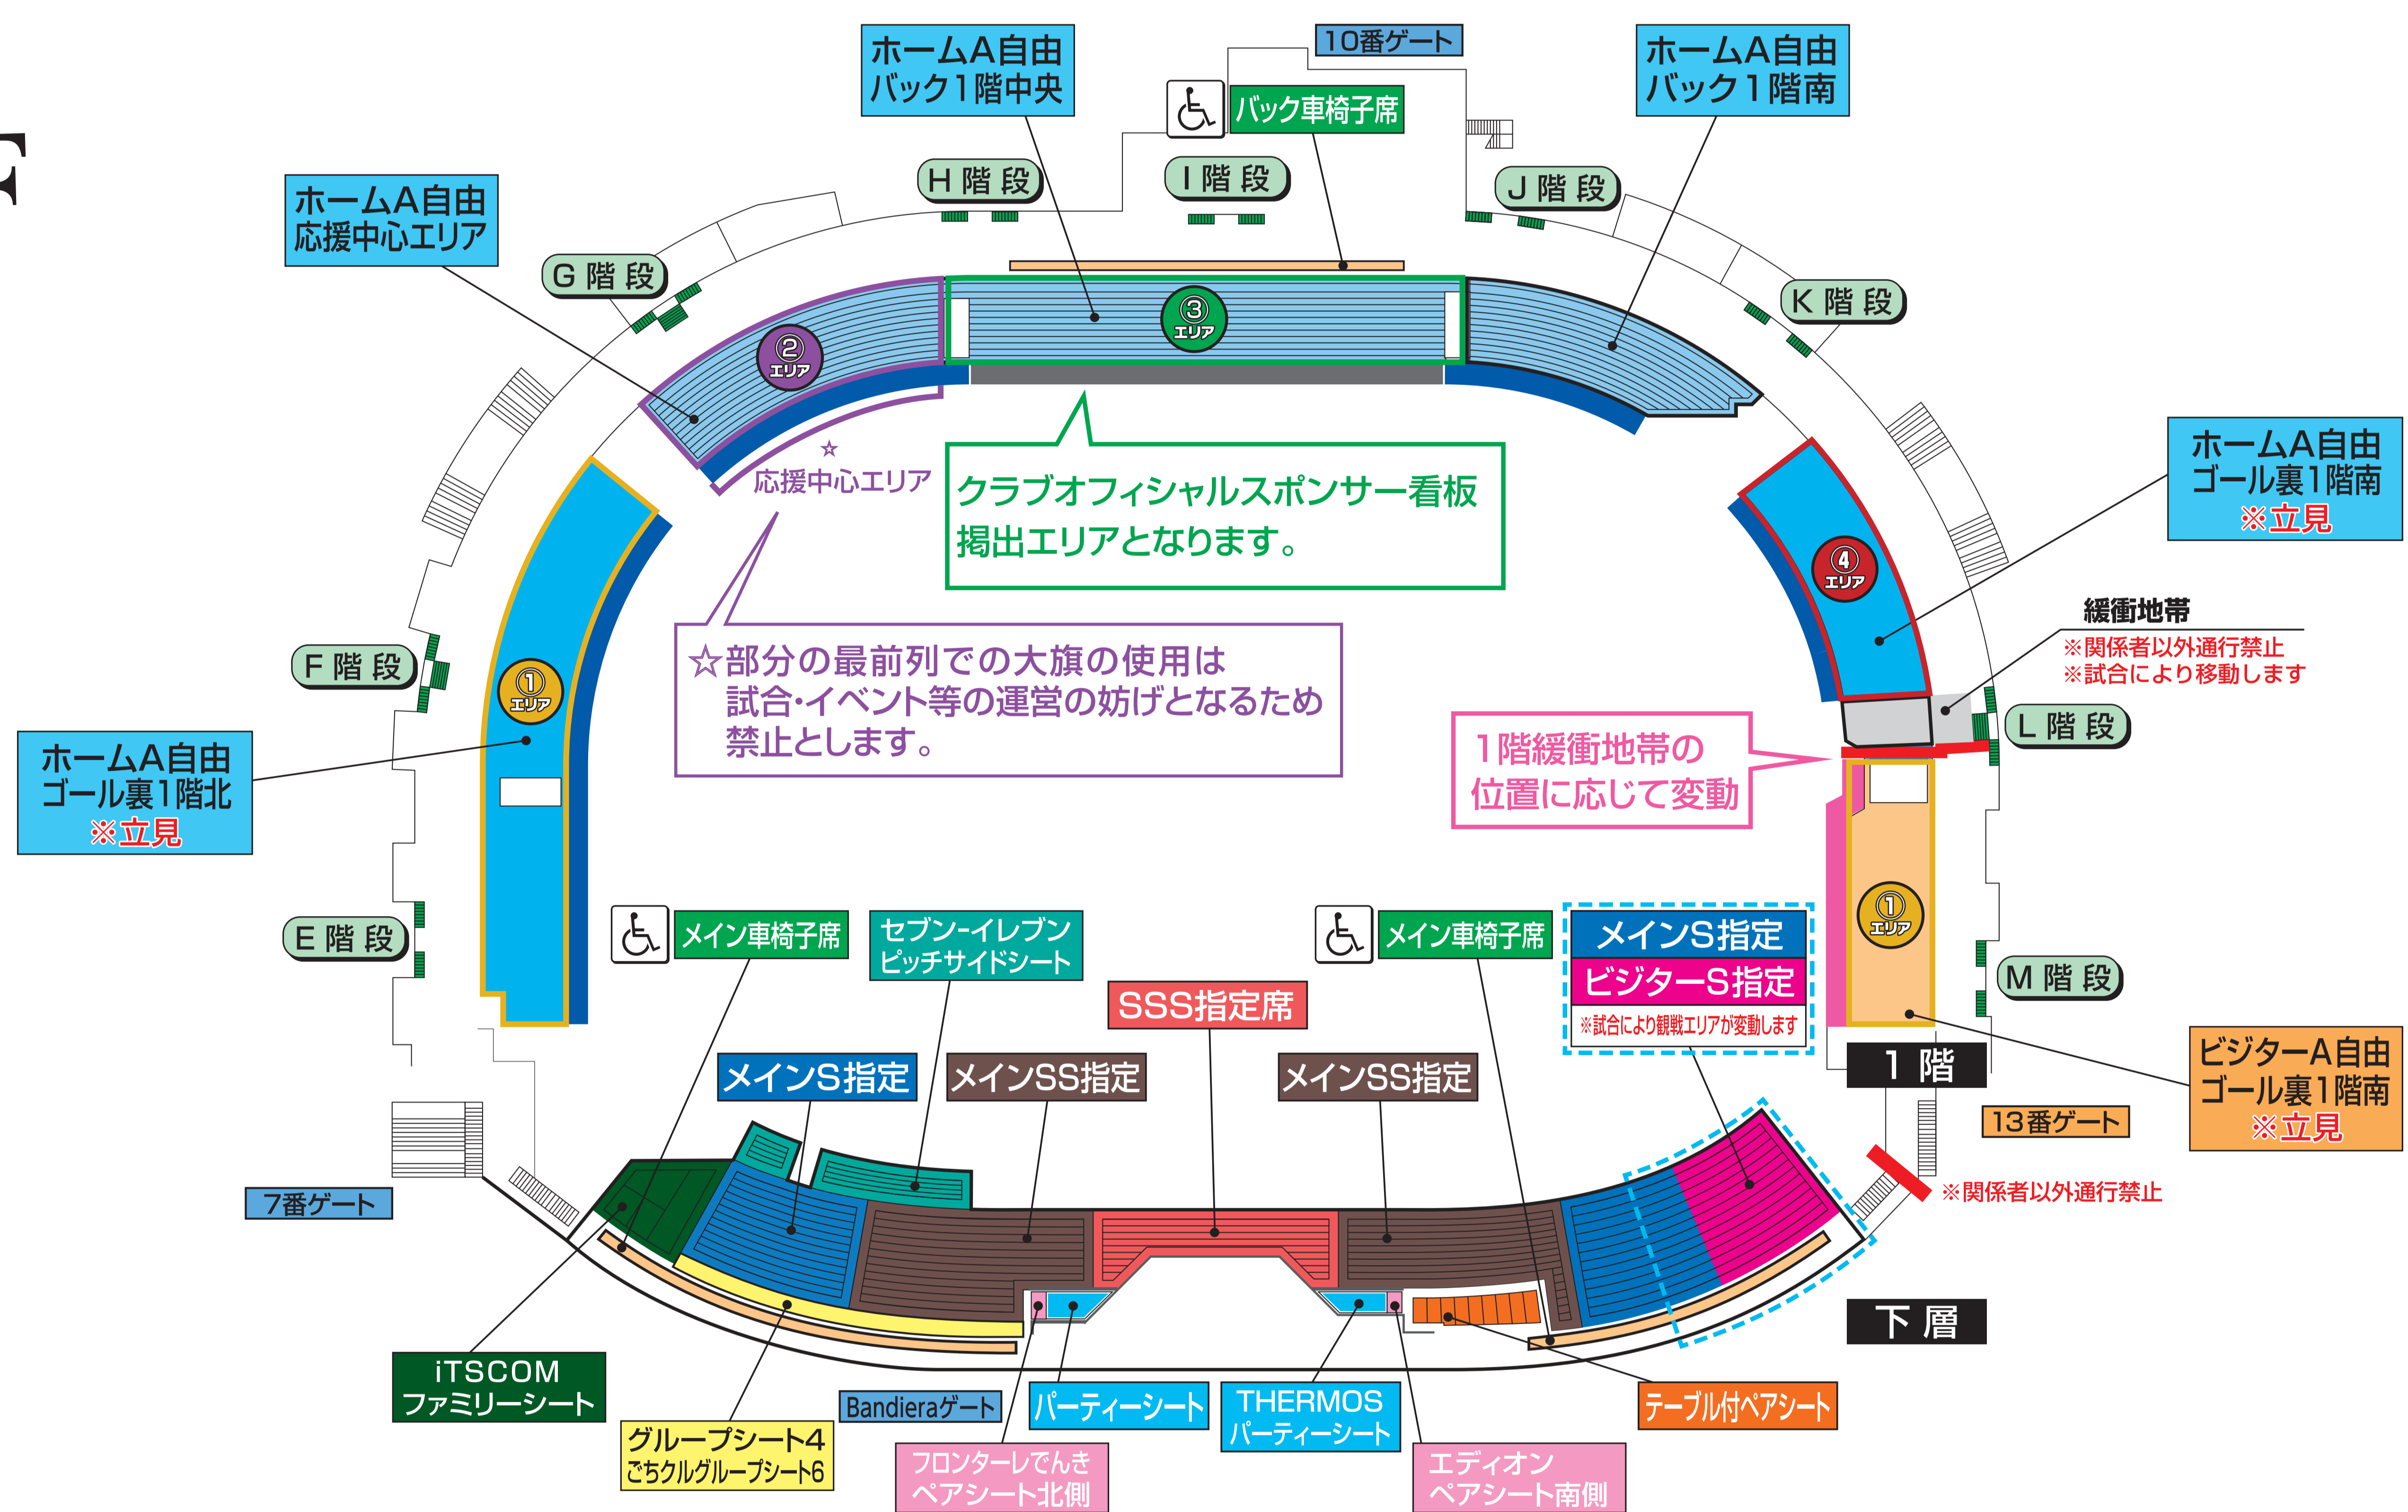 ホームA自由
バック1階中央
10番ゲート
バック車椅子席
ホームA自由
バック1階南
ホームA自由
応援中心エリア
G 階 段
H 階 段
I 階 段
J 階 段
K 階 段
②
エリア
③
エリア
☆
応援中心エリア
クラブオフィシャルスポンサー看板
掲出エリアとなります。
ホームA自由
ゴール裏1階南
※立見
④
エリア
緩衝地帯
※関係者以外通行禁止
※試合により移動します
F 階 段
①
エリア
☆部分の最前列での大旗の使用は
試合・イベント等の運営の妨げとなるため
禁止とします。
1階緩衝地帯の
位置に応じて変動
L 階 段
ホームA自由
ゴール裏1階北
※立見
E 階 段
メイン車椅子席
セブン-イレブン
ピッチサイドシート
SSS指定席
メイン車椅子席
メインS指定
ビジターS指定
※試合により観戦エリアが変動します
①
エリア
M 階 段
メインS指定
メインSS指定
メインSS指定
1 階
ビジターA自由
ゴール裏1階南
※立見
13番ゲート
7番ゲート
※関係者以外通行禁止
下 層
iTSCOM
ファミリーシート
グループシート4
ごちクルグループシート6
Bandieraゲート
パーティーシート
THERMOS
パーティーシート
テーブル付ペアシート
フロンターレでんき
ペアシート北側
エディオン
ペアシート南側